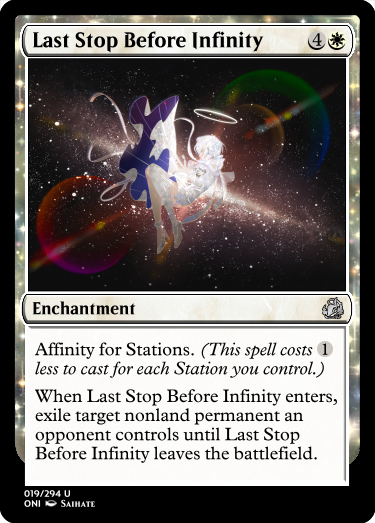 Last Stop Before Infinity 4
Enchantment
Affinity for Stations. (This spell costs 1
less to cast for each Station you control.)
When Last Stop Before Infinity enters,
exile target nonland permanent an
opponent controls until Last Stop
Before Infinity leaves the battlefield.
019/294 U
ONI Saihate